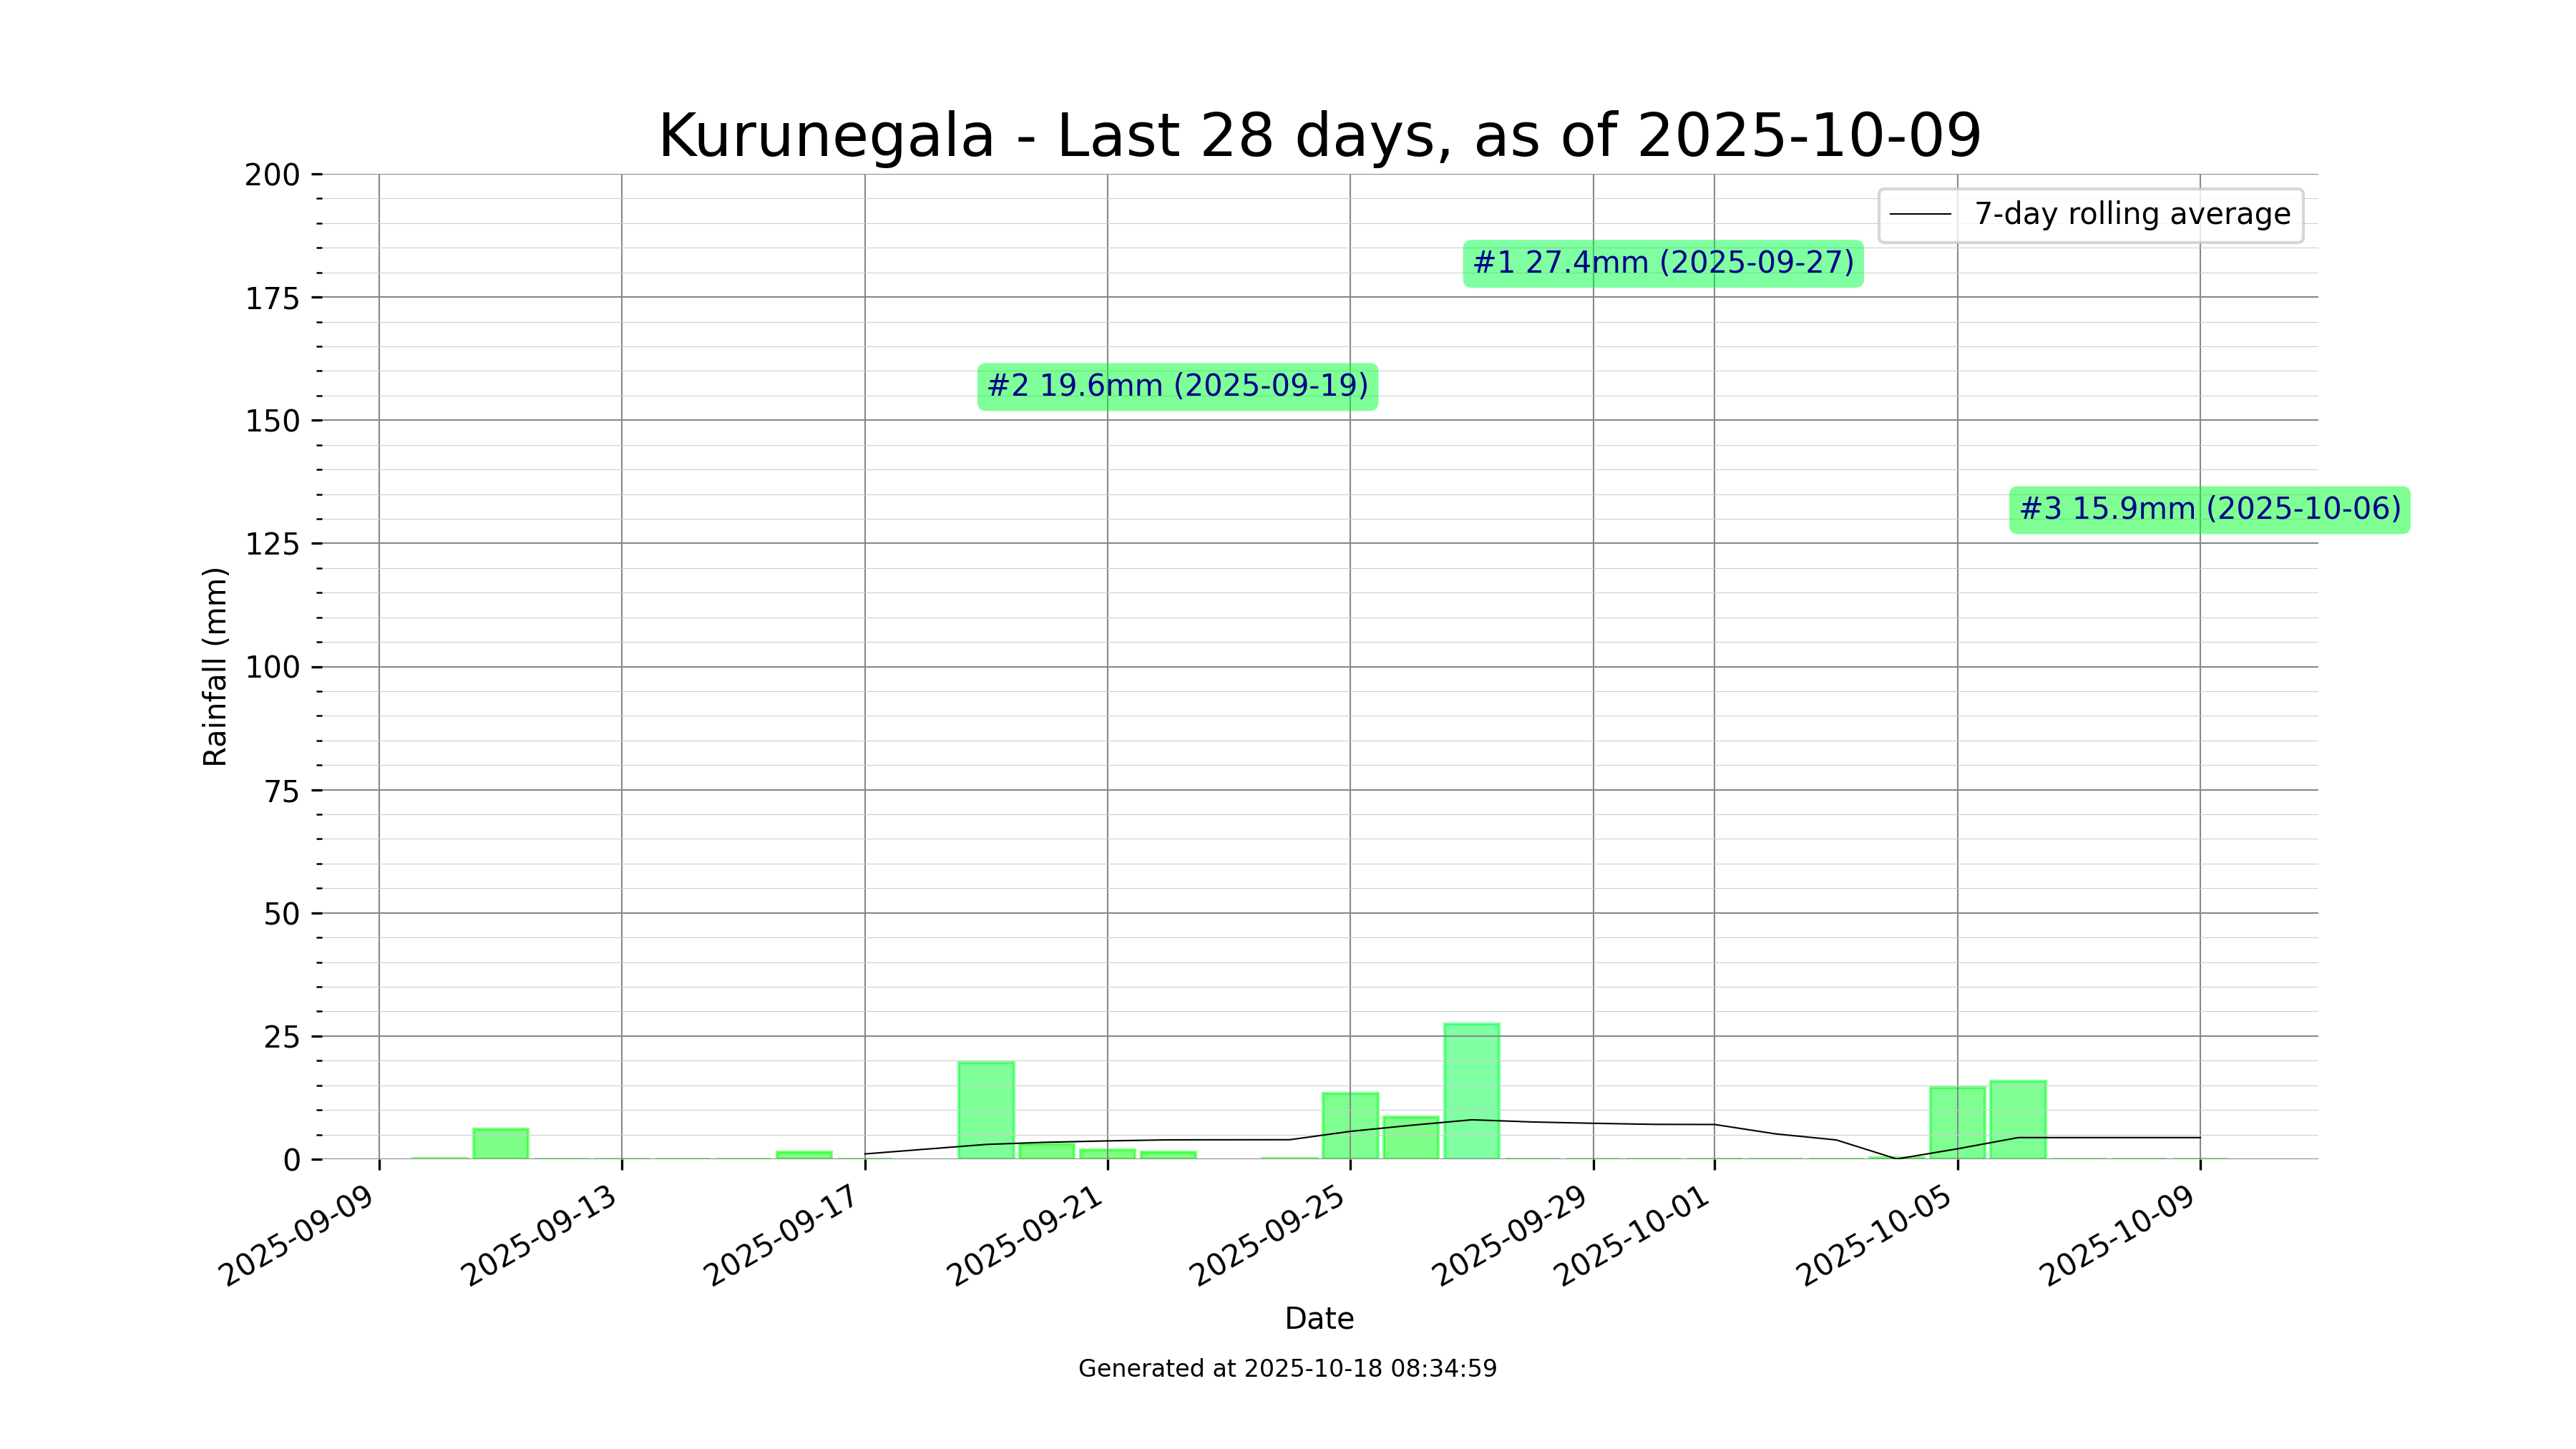 Kurunegala - Last 28 days, as of 2025-10-09
7-day rolling average
#1 27.4mm (2025-09-27)
#2 19.6mm (2025-09-19)
#3 15.9mm (2025-10-06)
Rainfall (mm)
200
175
150
125
100
75
50
25
0
2025-09-09
2025-09-13
2025-09-17
2025-09-21
2025-09-25
2025-09-29
2025-10-01
2025-10-05
2025-10-09
Date
Generated at 2025-10-18 08:34:59